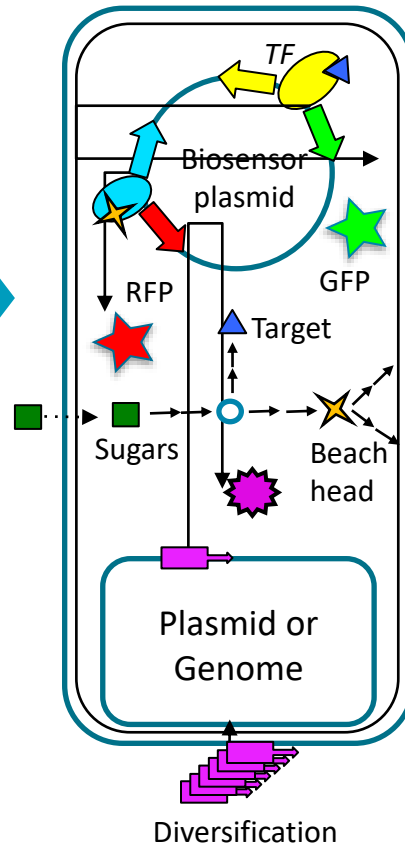 TF
Biosensor
plasmid
GFP
RFP
Target
Sugars
Beach
head
Plasmid or
Genome
Diversification